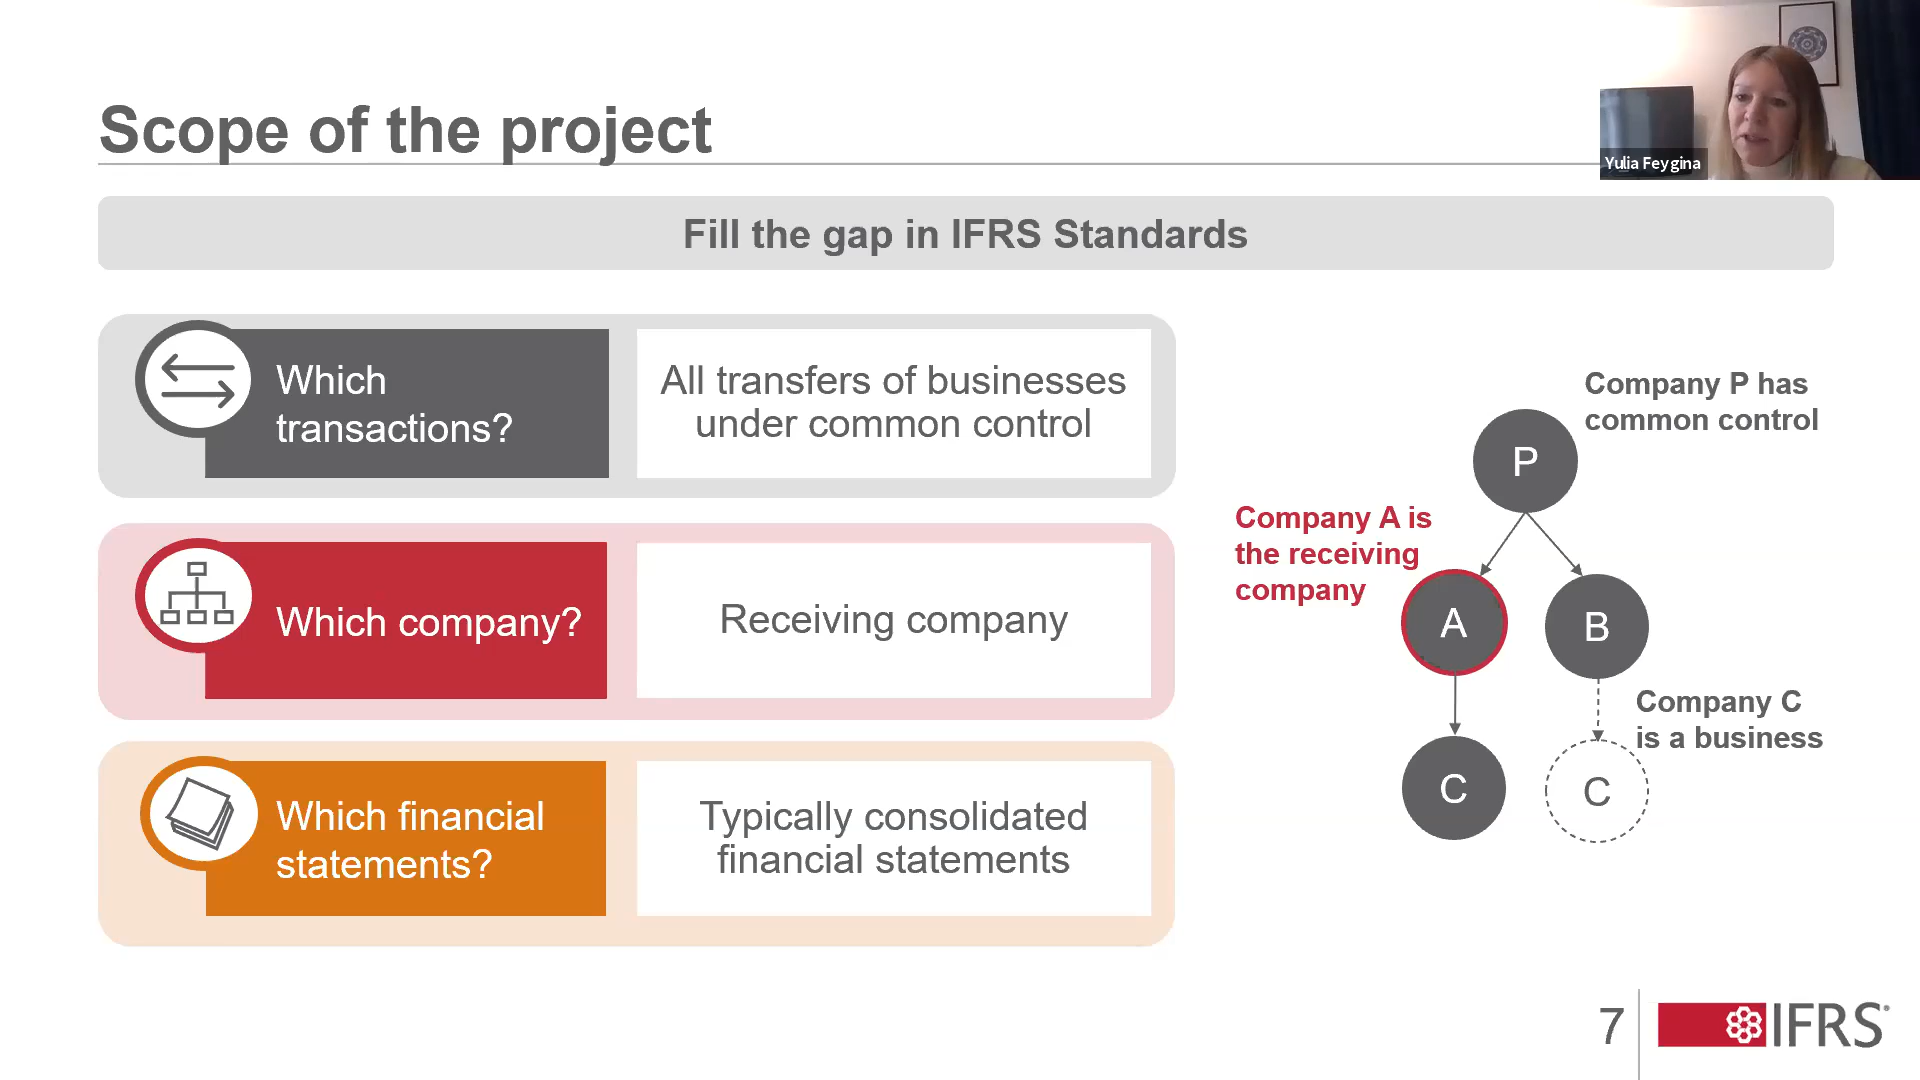 Scope of the project
Yulia Feygina
Fill the gap in IFRS Standards
Which
transactions?
All transfers of businesses
under common control
Which company?
Receiving company
Which financial
statements?
Typically consolidated
financial statements
Company P has
common control
P
Company A is
the receiving
company
A
B
Company C
is a business
C
C
7
IFRS®